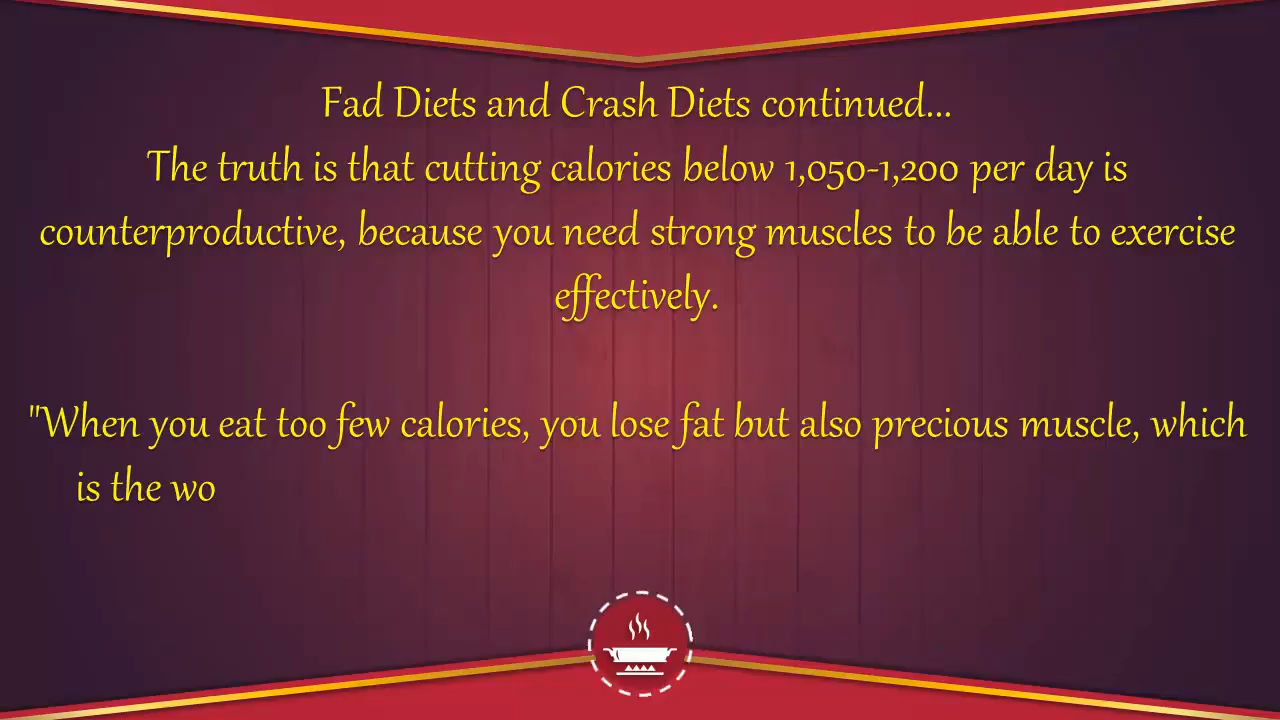 Fad Diets and Crash Diets continued...
The truth is that cutting calories below 1,050-1,200 per day is
counterproductive, because you need strong muscles to be able to exercise
effectively.
"When you eat too few calories, you lose fat but also precious muscle, which
is the wo